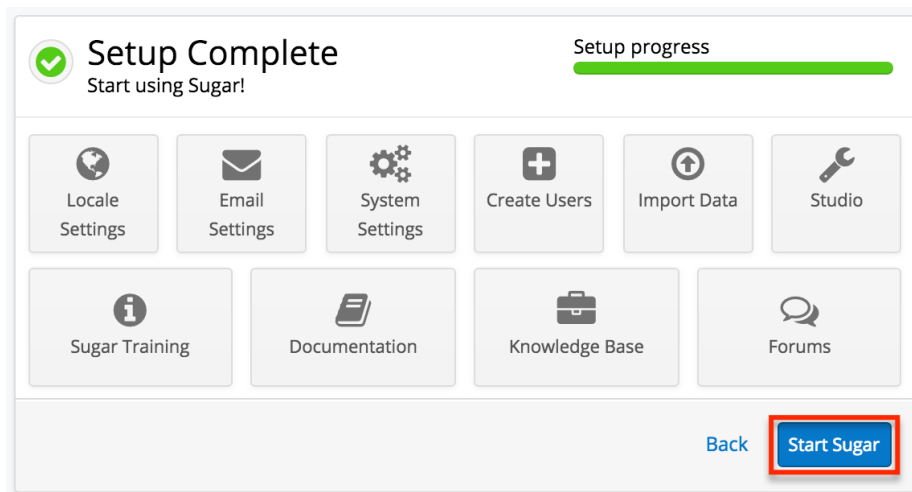 Setup Complete
Start using Sugar!
Setup progress
Locale
Settings
Email
Settings
System
Settings
Create Users
Import Data
Studio
Sugar Training
Documentation
Knowledge Base
Forums
Back
Start Sugar